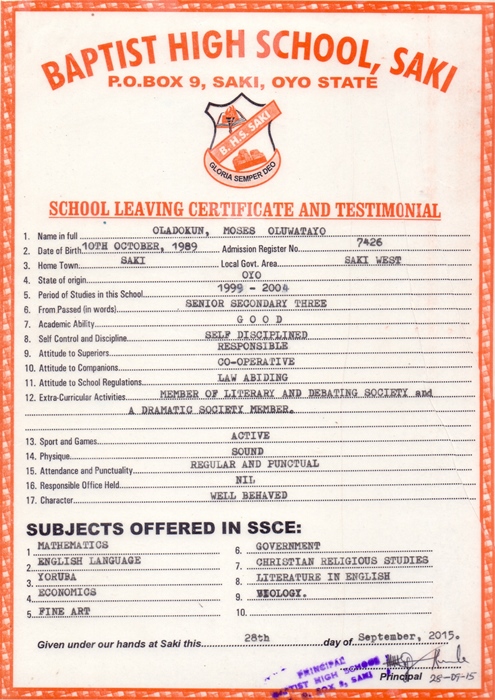 BAPTIST HIGH SCHOOL, SAKI
P.O.BOX 9, SAKI, OYO STATE
B. H. S. SAKI
GLORIA SEMPER DEO
SCHOOL LEAVING CERTIFICATE AND TESTIMONIAL
1. Name in full OLADOKUN, MOSES OLUWATAYO
2. Date of Birth 10TH OCTOBER, 1989 Admission Register No. 7426
3. Home Town SAKI Local Govt. Area SAKI WEST
4. State of origin OYO
5. Period of Studies in this School 1999 - 2004
6. From Passed (in words) SENIOR SECONDARY THREE
7. Academic Ability G O O D
8. Self Control and Discipline SELF DISCIPLINED
9. Attitude to Superiors RESPONSIBLE
10. Attitude to Companions CO-OPERATIVE
11. Attitude to School Regulations LAW ABIDING
12. Extra-Curricular Activities MEMBER OF LITERARY AND DEBATING SOCIETY and
A DRAMATIC SOCIETY MEMBER.
13. Sport and Games ACTIVE
14. Physique SOUND
15. Attendance and Punctuality REGULAR AND PUNCTUAL
16. Responsible Office Held NIL
17. Character WELL BEHAVED
SUBJECTS OFFERED IN SSCE:
1 MATHEMATICS
2 ENGLISH LANGUAGE
3. YORUBA
4. ECONOMICS
5 FINE ART
6. GOVERNMENT
7. CHRISTIAN RELIGIOUS STUDIES
8. LITERATURE IN ENGLISH
9. BIOLOGY.
10.
Given under our hands at Saki this 28th day of September, 2015.
PRINCIPAL
BAPTIST HIGH SCHOOL
BOX 9, SAKI
Principal 28-09-15